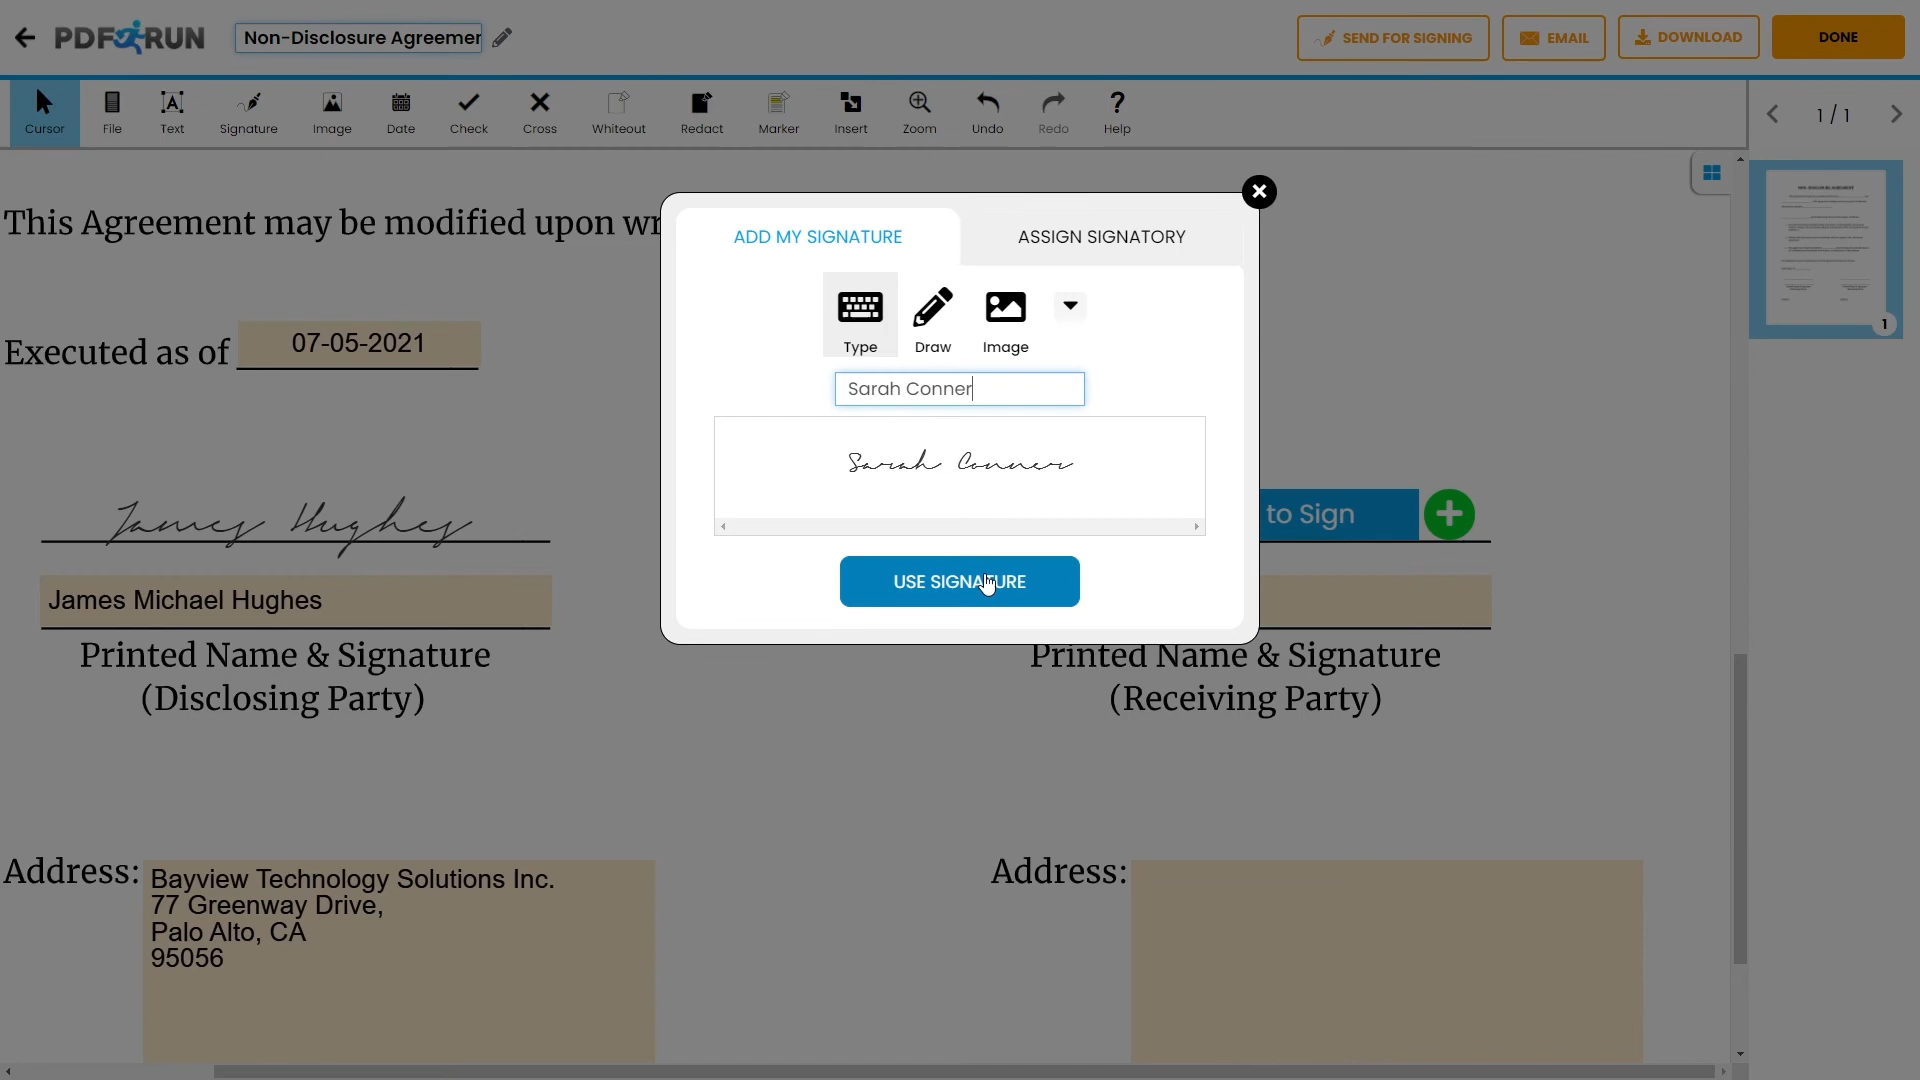 PDF RUN
Non-Disclosure Agreemen
SEND FOR SIGNING
EMAIL
DOWNLOAD
DONE
Cursor
File
Text
Signature
Image
Date
Check
Cross
Whiteout
Redact
Marker
Insert
Zoom
Undo
Redo
Help
1 / 1
This Agreement may be modified upon wr
Executed as of 07-05-2021
ADD MY SIGNATURE
ASSIGN SIGNATORY
Type
Draw
Image
Sarah Conner
Sarah Conner
USE SIGNATURE
James Hughes
to Sign
James Michael Hughes
Printed Name & Signature
(Disclosing Party)
Printed Name & Signature
(Receiving Party)
Address: Bayview Technology Solutions Inc.
77 Greenway Drive,
Palo Alto, CA
95056
Address:
1